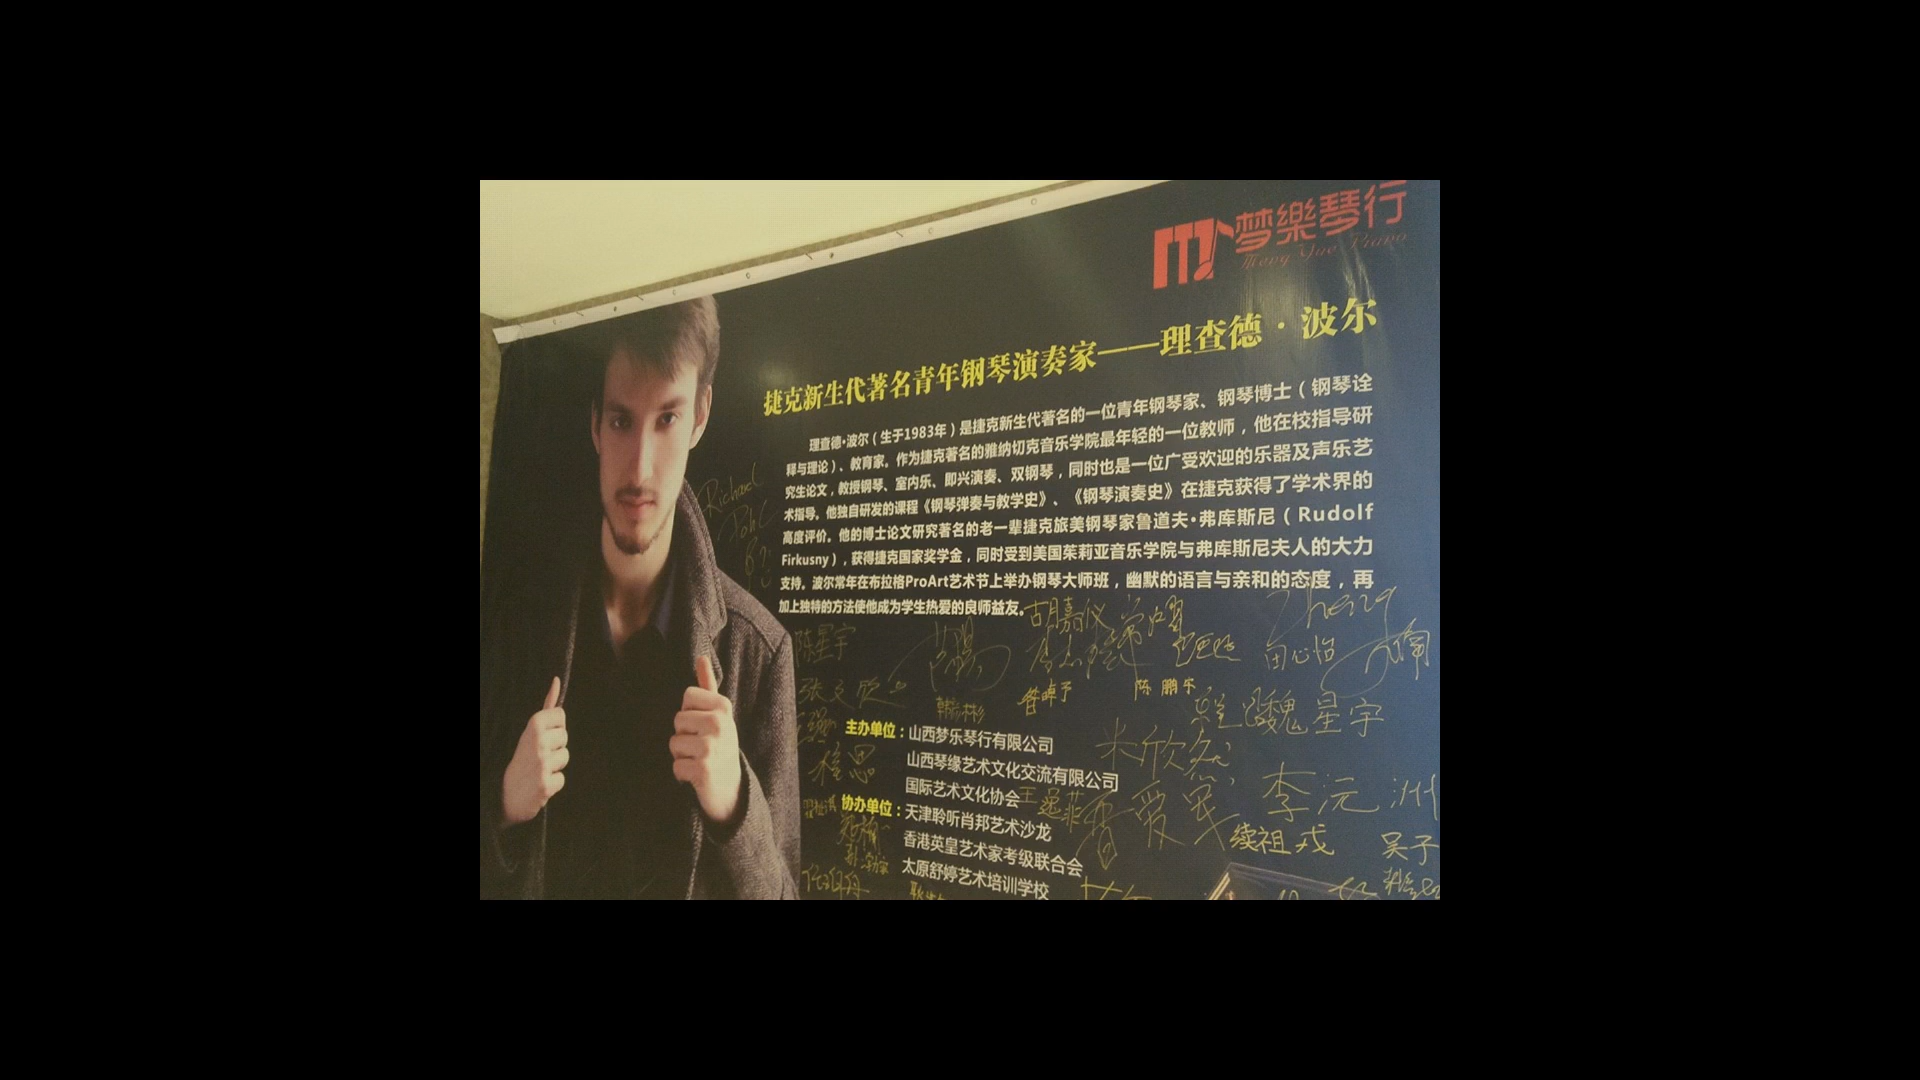 梦樂琴行
Meng Yue Piano
捷克新生代著名青年钢琴演奏家——理查德·波尔
理查德·波尔（生于1983年）是捷克新生代著名的一位青年钢琴家、钢琴博士（钢琴诠
释与理论）、教育家。作为捷克著名的雅纳切克音乐学院最年轻的一位教师，他在校指导研
究生论文，教授钢琴、室内乐、即兴演奏、双钢琴，同时也是一位广受欢迎的乐器及声乐艺
术指导。他独自研发的课程《钢琴弹奏与教学史》、《钢琴演奏史》在捷克获得了学术界的
高度评价。他的博士论文研究著名的老一辈捷克旅美钢琴家鲁道夫·弗库斯尼（Rudolf
Firkusny），获得捷克国家奖学金，同时受到美国茱莉亚音乐学院与弗库斯尼夫人的大力
支持。波尔常年在布拉格ProArt艺术节上举办钢琴大师班，幽默的语言与亲和的态度，再
加上独特的方法使他成为学生热爱的良师益友。
Richard
Pohl
胡嘉仪
陈星宇
Zheng
田心怡
陈鹏宇
魏星宇
米欣
主办单位：山西梦乐琴行有限公司
山西琴缘艺术文化交流有限公司
国际艺术文化协会
李沅洲
协办单位：天津聆听肖邦艺术沙龙
香港英皇艺术家考级联合会
续祖戎
吴子
太原舒婷艺术培训学校